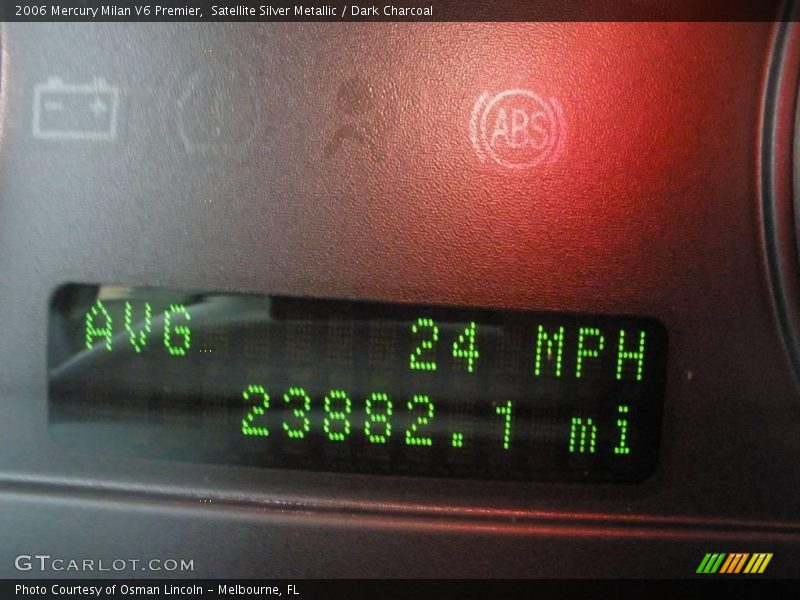 2006 Mercury Milan V6 Premier,  Satellite Silver Metallic / Dark Charcoal
ABS
AVG 24 MPH
23882.1 mi
GTCARLOT.COM
Photo Courtesy of Osman Lincoln - Melbourne, FL